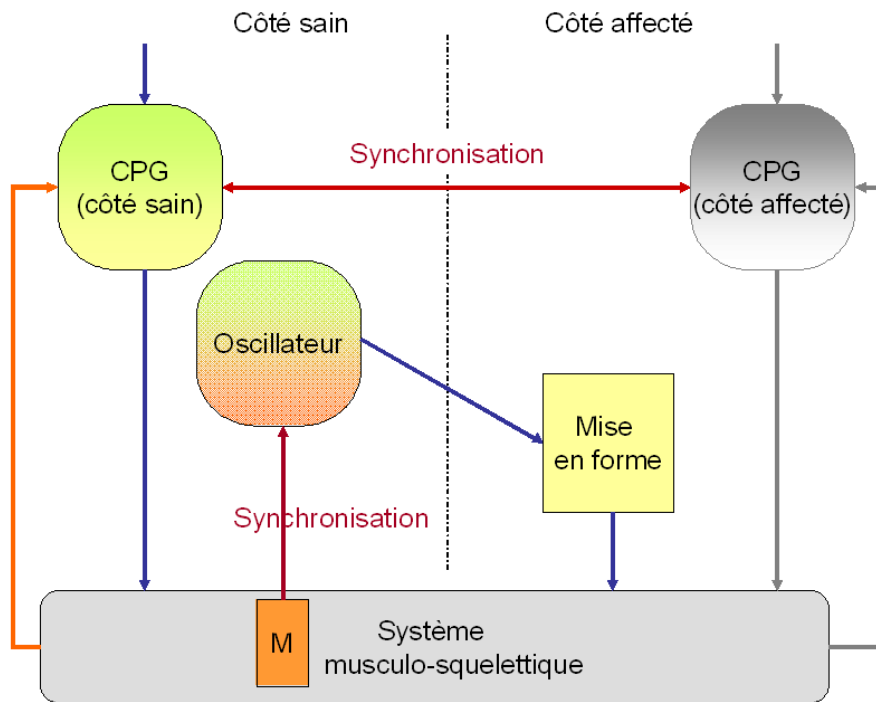 Côté sain
Côté affecté
Synchronisation
CPG
(côté sain)
CPG
(côté affecté)
Oscillateur
Mise
en forme
Synchronisation
M
Système
musculo-squelettique